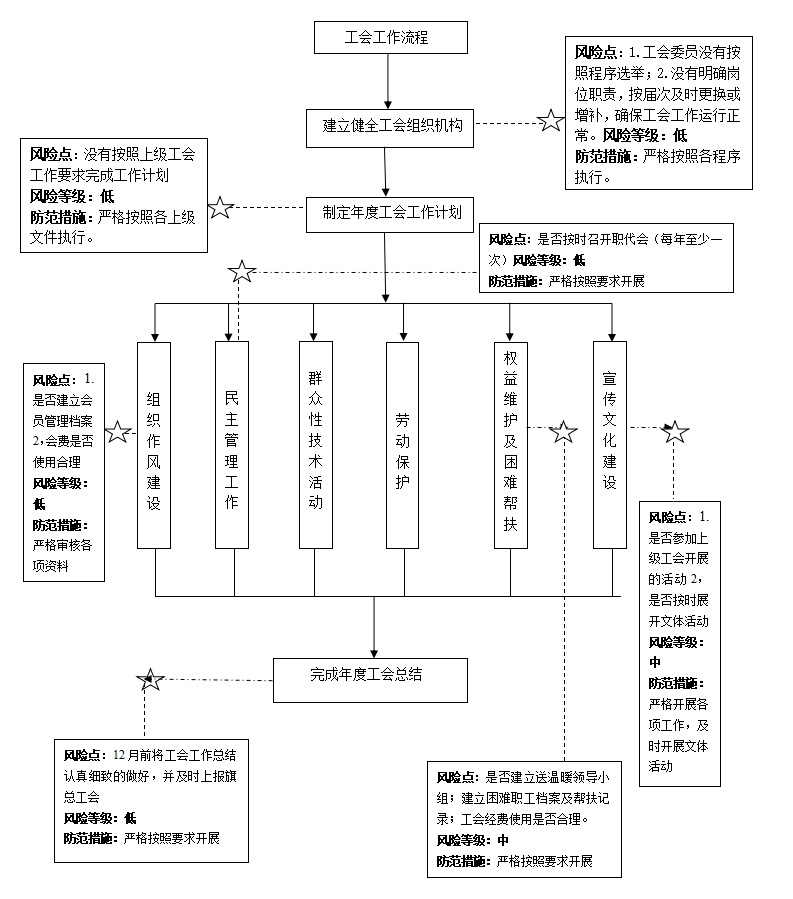 工会工作流程
建立健全工会组织机构
风险点：1.工会委员没有按
照程序选举；2.没有明确岗
位职责，按届次及时更换或
增补，确保工会工作运行正
常。风险等级：低
防范措施：严格按照各程序
执行。
风险点：没有按照上级工会
工作要求完成工作计划
风险等级：低
防范措施：严格按照各上级
文件执行。
制定年度工会工作计划
风险点：是否按时召开职代会（每年至少一
次）风险等级：低
防范措施：严格按照要求开展
风险点：1.
是否建立会
员管理档案
2,会费是否
使用合理
风险等级：
低
防范措施：
严格审核各
项资料
组织作风建设
民主管理工作
群众性技术活动
劳动保护
权益维护及困难帮扶
宣传文化建设
风险点：1.
是否参加上
级工会开展
的活动2，
是否按时展
开文体活动
风险等级：
中
防范措施：
严格开展各
项工作，及
时开展文体
活动
完成年度工会总结
风险点：12月前将工会工作总结
认真细致的做好，并及时上报旗
总工会
风险等级：低
防范措施：严格按照要求开展
风险点：是否建立送温暖领导小
组；建立困难职工档案及帮扶记
录；工会经费使用是否合理。
风险等级：中
防范措施：严格按照要求开展